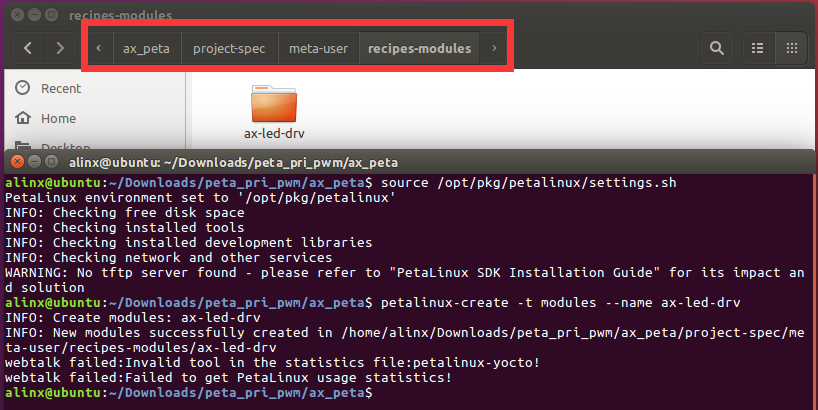 recipes-modules
ax_peta project-spec meta-user recipes-modules
Recent
Home
ax-led-drv
alinx@ubuntu: ~/Downloads/peta_pri_pwm/ax_peta
alinx@ubuntu:~/Downloads/peta_pri_pwm/ax_peta$ source /opt/pkg/petalinux/settings.sh
PetaLinux environment set to '/opt/pkg/petalinux'
INFO: Checking free disk space
INFO: Checking installed tools
INFO: Checking installed development libraries
INFO: Checking network and other services
WARNING: No tftp server found - please refer to "PetaLinux SDK Installation Guide" for its impact an
d solution
alinx@ubuntu:~/Downloads/peta_pri_pwm/ax_peta$ petalinux-create -t modules --name ax-led-drv
INFO: Create modules: ax-led-drv
INFO: New modules successfully created in /home/alinx/Downloads/peta_pri_pwm/ax_peta/project-spec/me
ta-user/recipes-modules/ax-led-drv
webtalk failed:Invalid tool in the statistics file:petalinux-yocto!
webtalk failed:Failed to get PetaLinux usage statistics!
alinx@ubuntu:~/Downloads/peta_pri_pwm/ax_peta$